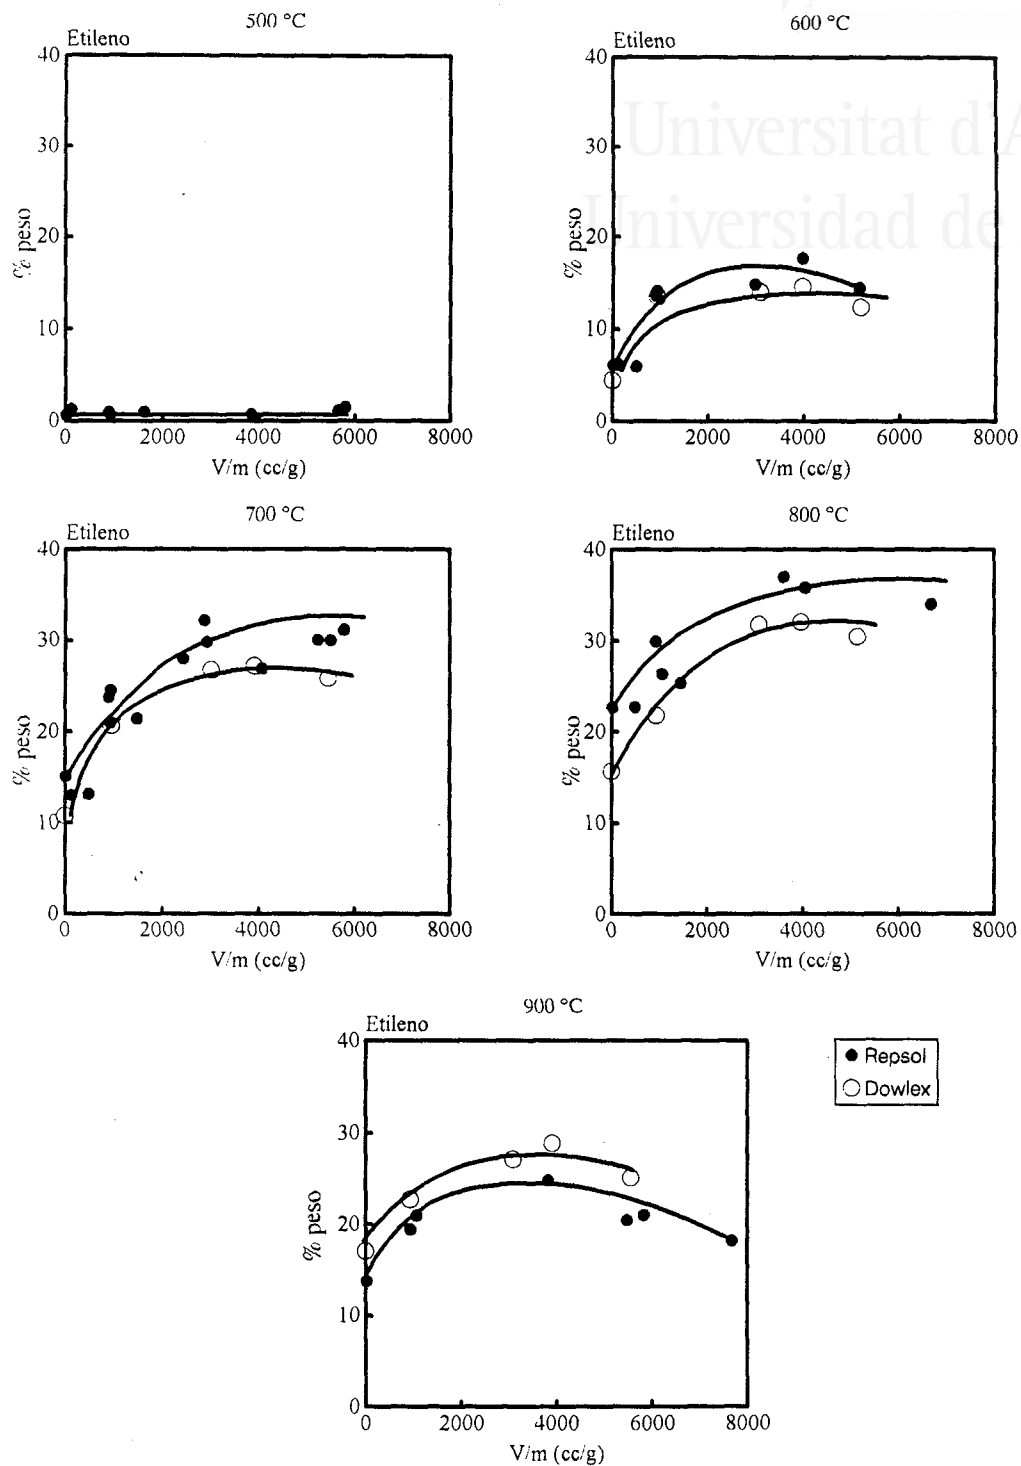 Universitat d'A
Universidad de
500 °C
Etileno
40
30
20
10
0
% peso
0 2000 4000 6000 8000
V/m (cc/g)
600 °C
Etileno
40
30
20
10
0
% peso
0 2000 4000 6000 8000
V/m (cc/g)
700 °C
Etileno
40
30
20
10
0
% peso
0 2000 4000 6000 8000
V/m (cc/g)
800 °C
Etileno
40
30
20
10
0
% peso
0 2000 4000 6000 8000
V/m (cc/g)
900 °C
Etileno
40
30
20
10
0
% peso
0 2000 4000 6000 8000
V/m (cc/g)
Repsol
Dowlex